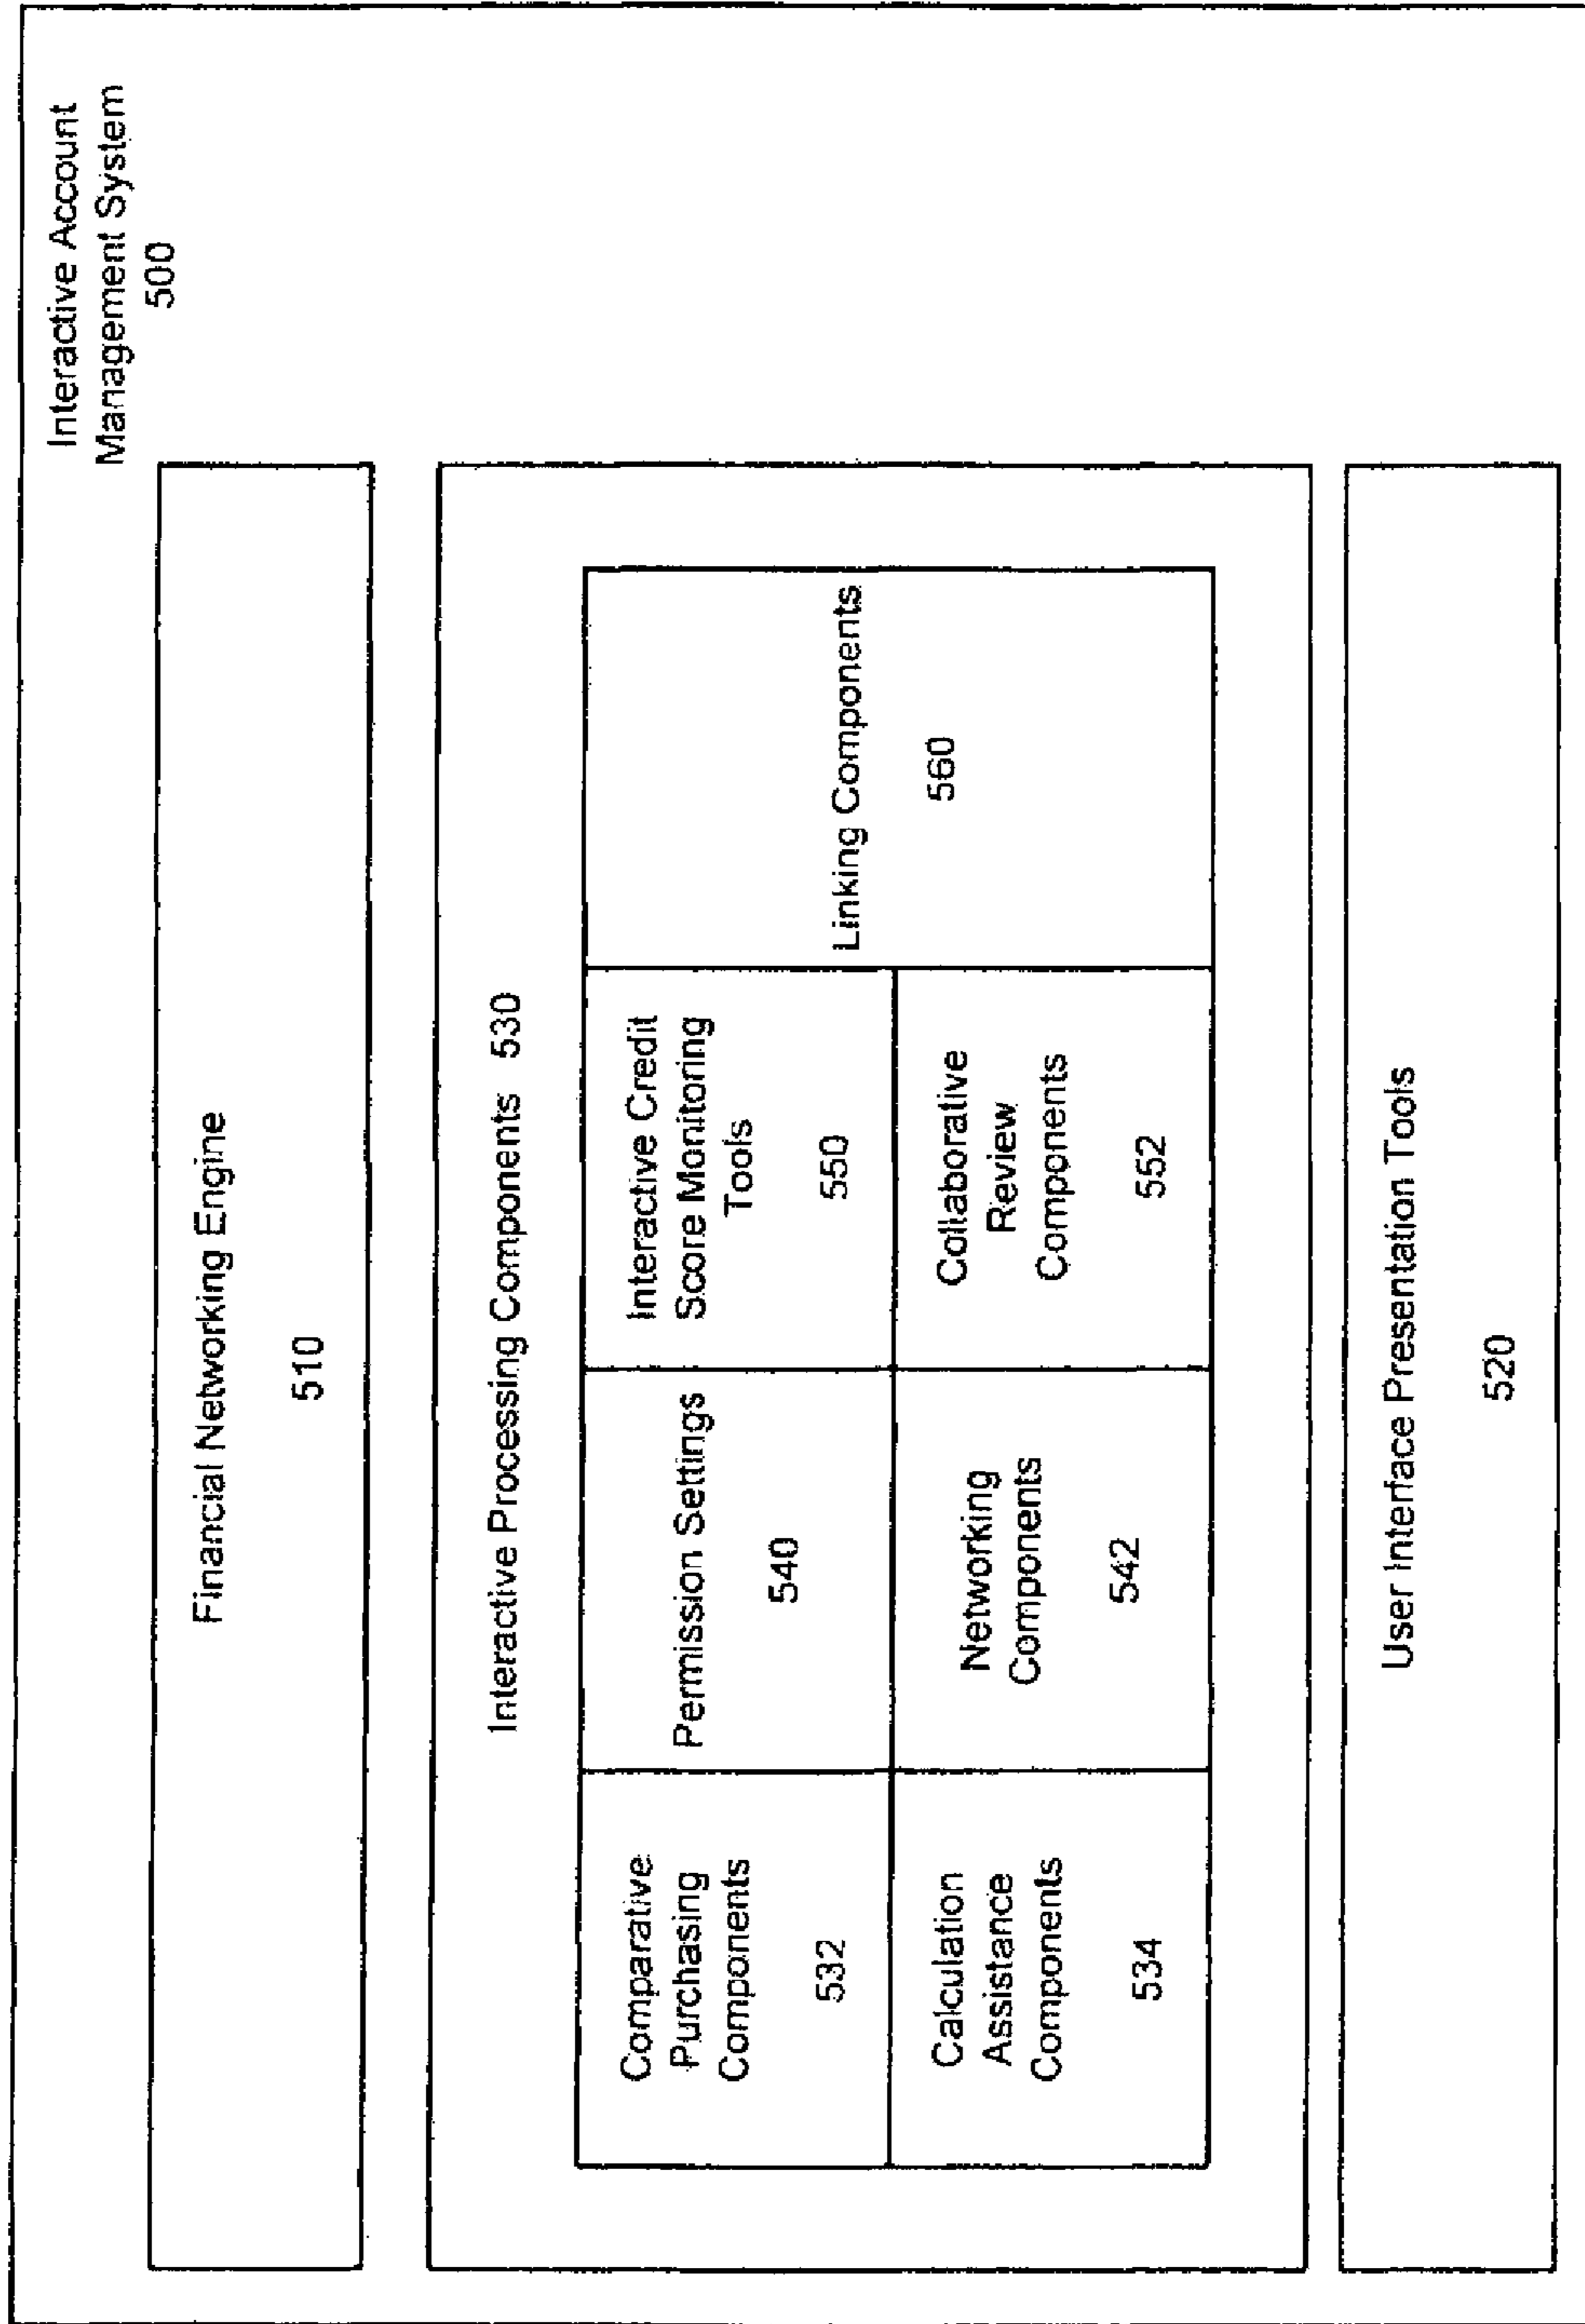 Interactive Account
Management System
500
Financial Networking Engine
510
Interactive Processing Components 530
Comparative
Purchasing
Components
532
Permission Settings
540
Interactive Credit
Score Monitoring
Tools
550
Linking Components
560
Calculation
Assistance
Components
534
Networking
Components
542
Collaborative
Review
Components
552
User Interface Presentation Tools
520